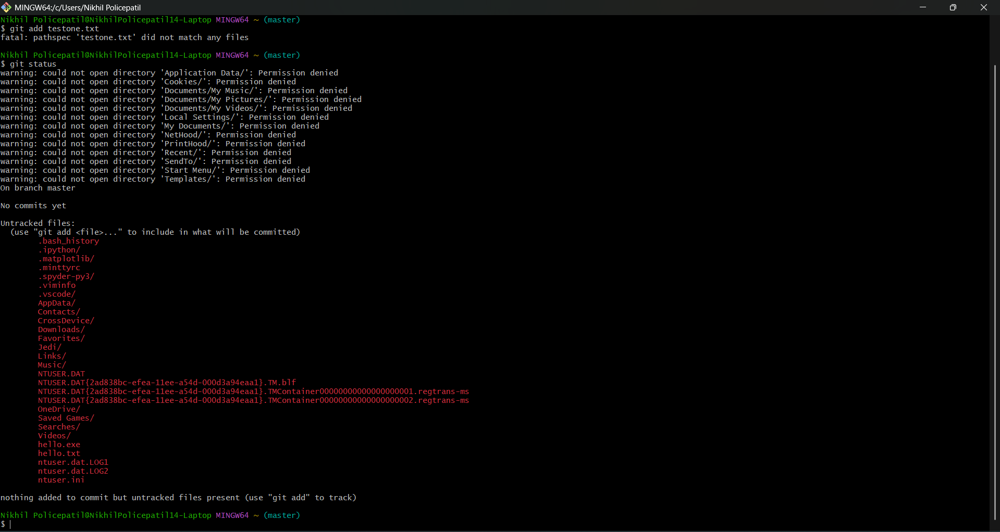 MINGW64:/c/Users/Nikhil Policepatil
Nikhil Policepatil@NikhilPolicepatil14-Laptop MINGW64 ~ (master)
$ git add testone.txt
fatal: pathspec 'testone.txt' did not match any files
Nikhil Policepatil@NikhilPolicepatil14-Laptop MINGW64 ~ (master)
$ git status
warning: could not open directory 'Application Data/': Permission denied
warning: could not open directory 'Cookies/': Permission denied
warning: could not open directory 'Documents/My Music/': Permission denied
warning: could not open directory 'Documents/My Pictures/': Permission denied
warning: could not open directory 'Documents/My Videos/': Permission denied
warning: could not open directory 'Local Settings/': Permission denied
warning: could not open directory 'My Documents/': Permission denied
warning: could not open directory 'NetHood/': Permission denied
warning: could not open directory 'PrintHood/': Permission denied
warning: could not open directory 'Recent/': Permission denied
warning: could not open directory 'SendTo/': Permission denied
warning: could not open directory 'Start Menu/': Permission denied
warning: could not open directory 'Templates/': Permission denied
On branch master
No commits yet
Untracked files:
  (use "git add <file>..." to include in what will be committed)
        .bash_history
        .ipython/
        .matplotlib/
        .minttyrc
        .spyder-py3/
        .viminfo
        .vscode/
        AppData/
        Contacts/
        CrossDevice/
        Downloads/
        Favorites/
        Jedi/
        Links/
        Music/
        NTUSER.DAT
        NTUSER.DAT{2ad838bc-efea-11ee-a54d-000d3a94eaa1}.TM.blf
        NTUSER.DAT{2ad838bc-efea-11ee-a54d-000d3a94eaa1}.TMContainer00000000000000000001.regtrans-ms
        NTUSER.DAT{2ad838bc-efea-11ee-a54d-000d3a94eaa1}.TMContainer00000000000000000002.regtrans-ms
        OneDrive/
        Saved Games/
        Searches/
        Videos/
        hello.exe
        hello.txt
        ntuser.dat.LOG1
        ntuser.dat.LOG2
        ntuser.ini
nothing added to commit but untracked files present (use "git add" to track)
Nikhil Policepatil@NikhilPolicepatil14-Laptop MINGW64 ~ (master)
$